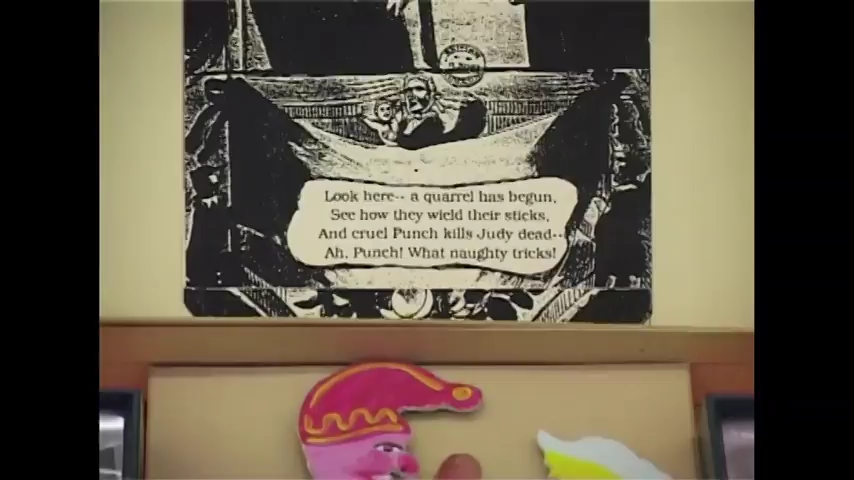 Look here-- a quarrel has begun,
See how they wield their sticks,
And cruel Punch kills Judy dead--
Ah, Punch! What naughty tricks!